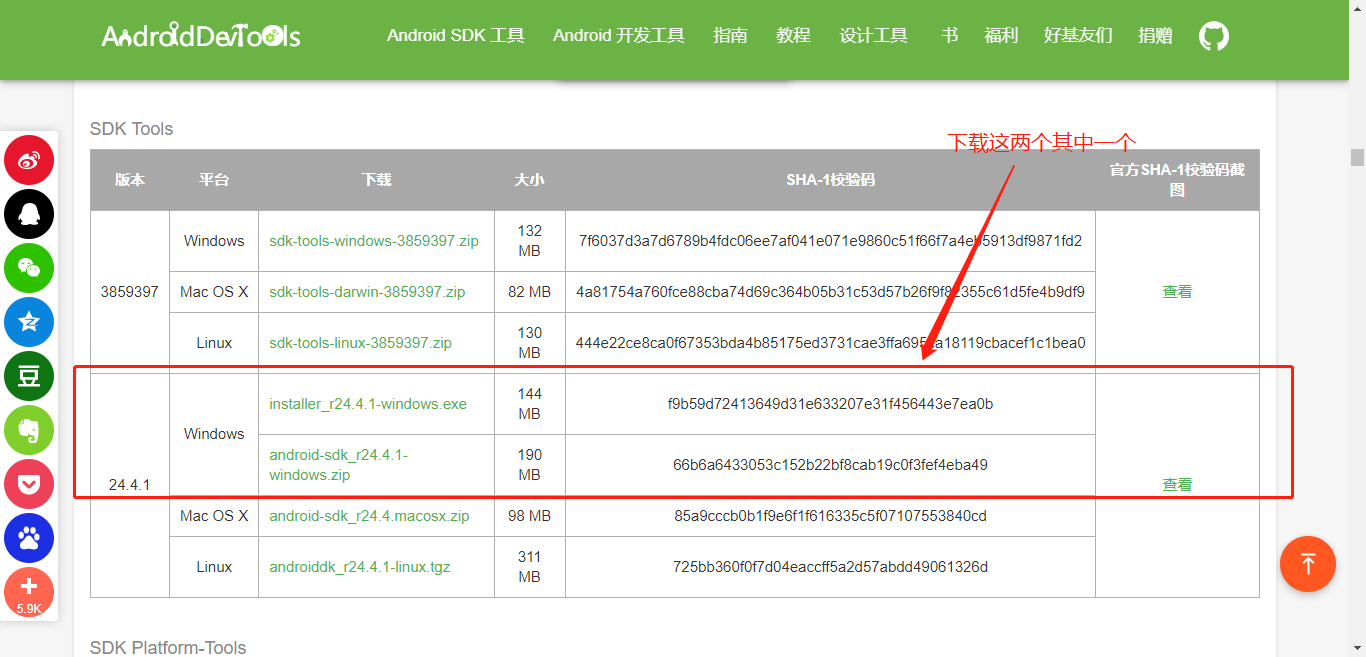 AndroidDevTools
Android SDK 工具
Android 开发工具
指南
教程
设计工具
书
福利
好基友们
捐赠
SDK Tools
下载这两个其中一个
版本
平台
下载
大小
SHA-1校验码
官方SHA-1校验码截
图
3859397
Windows
sdk-tools-windows-3859397.zip
132
MB
7f6037d3a7d6789b4fdc06ee7af041e071e9860c51f66f7a4eb5913df9871fd2
查看
Mac OS X
sdk-tools-darwin-3859397.zip
82 MB
4a81754a760fce88cba74d69c364b05b31c53d57b26f9f82355c61d5fe4b9df9
Linux
sdk-tools-linux-3859397.zip
130
MB
24.4.1
Windows
installer_r24.4.1-windows.exe
144
MB
f9b59d72413649d31e633207e31f456443e7ea0b
查看
android-sdk_r24.4.1-
windows.zip
190
MB
66b6a6433053c152b22bf8cab19c0f3fef4eba49
Mac OS X
android-sdk_r24.4.macosx.zip
98 MB
85a9cccb0b1f9e6f1f616335c5f07107553840cd
Linux
androiddk_r24.4.1-linux.tgz
311
MB
725bb360f0f7d04eaccff5a2d57abdd49061326d
SDK Platform-Tools
豆
5.9K